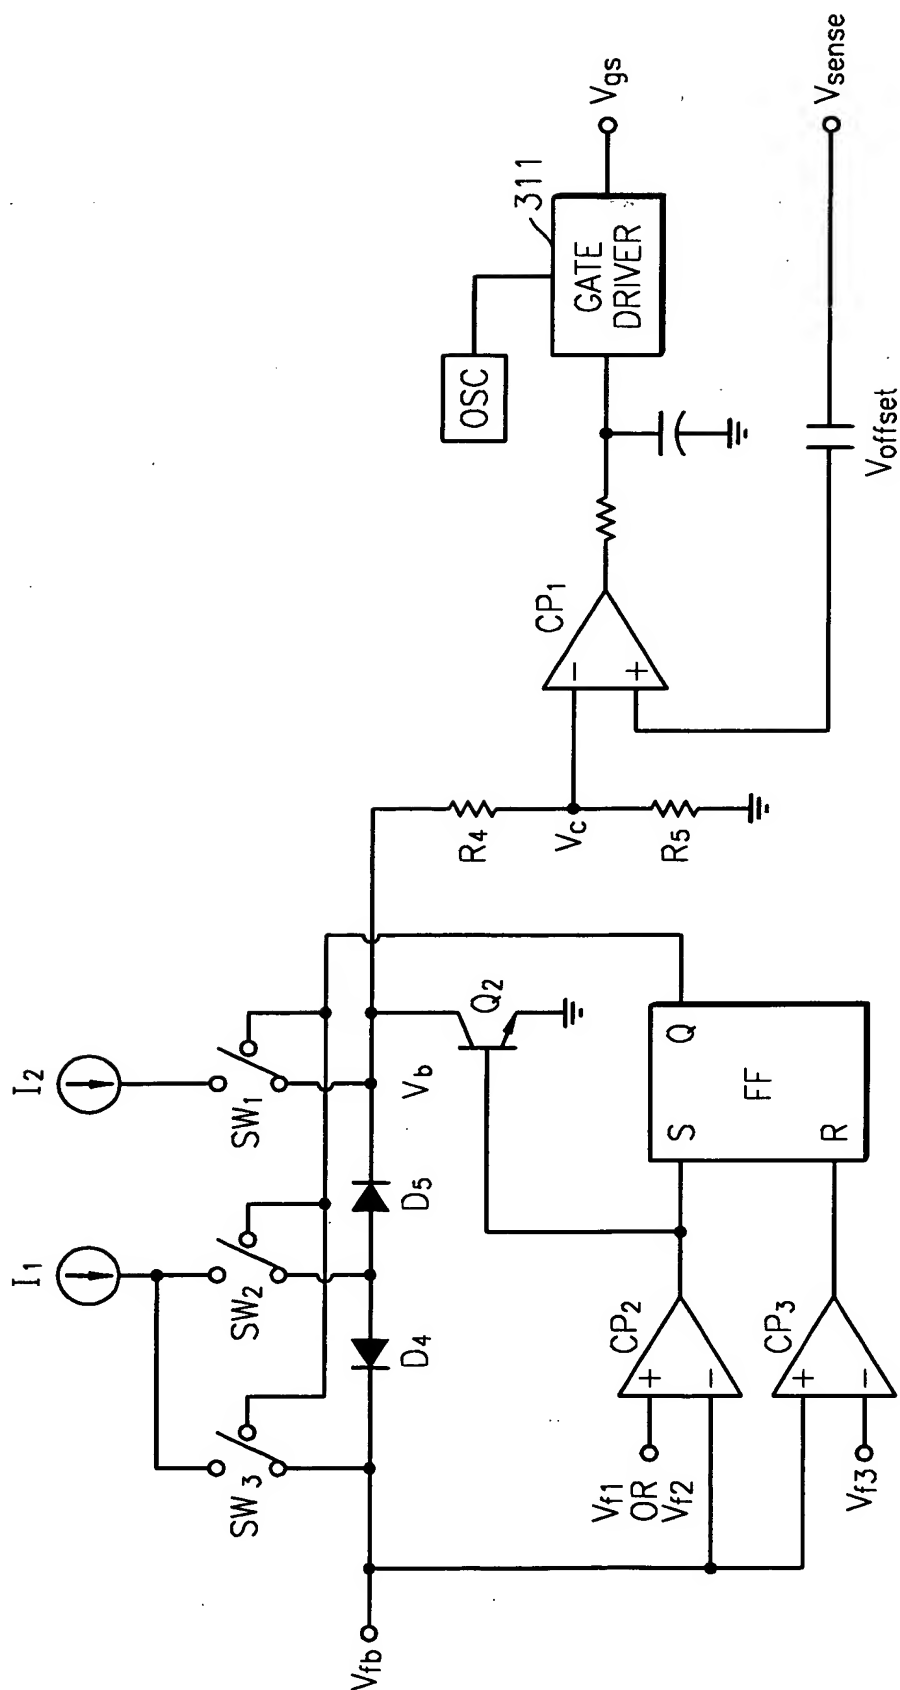 I1
I2
SW3
SW2
SW1
D4
D5
Vb
Q2
Vfb
R4
Vc
R5
CP1
OSC
311
GATE
DRIVER
Vgs
Vf1
OR
Vf2
CP2
Vf3
CP3
S
Q
FF
R
Voffset
Vsense
+
-
+
-
-
+